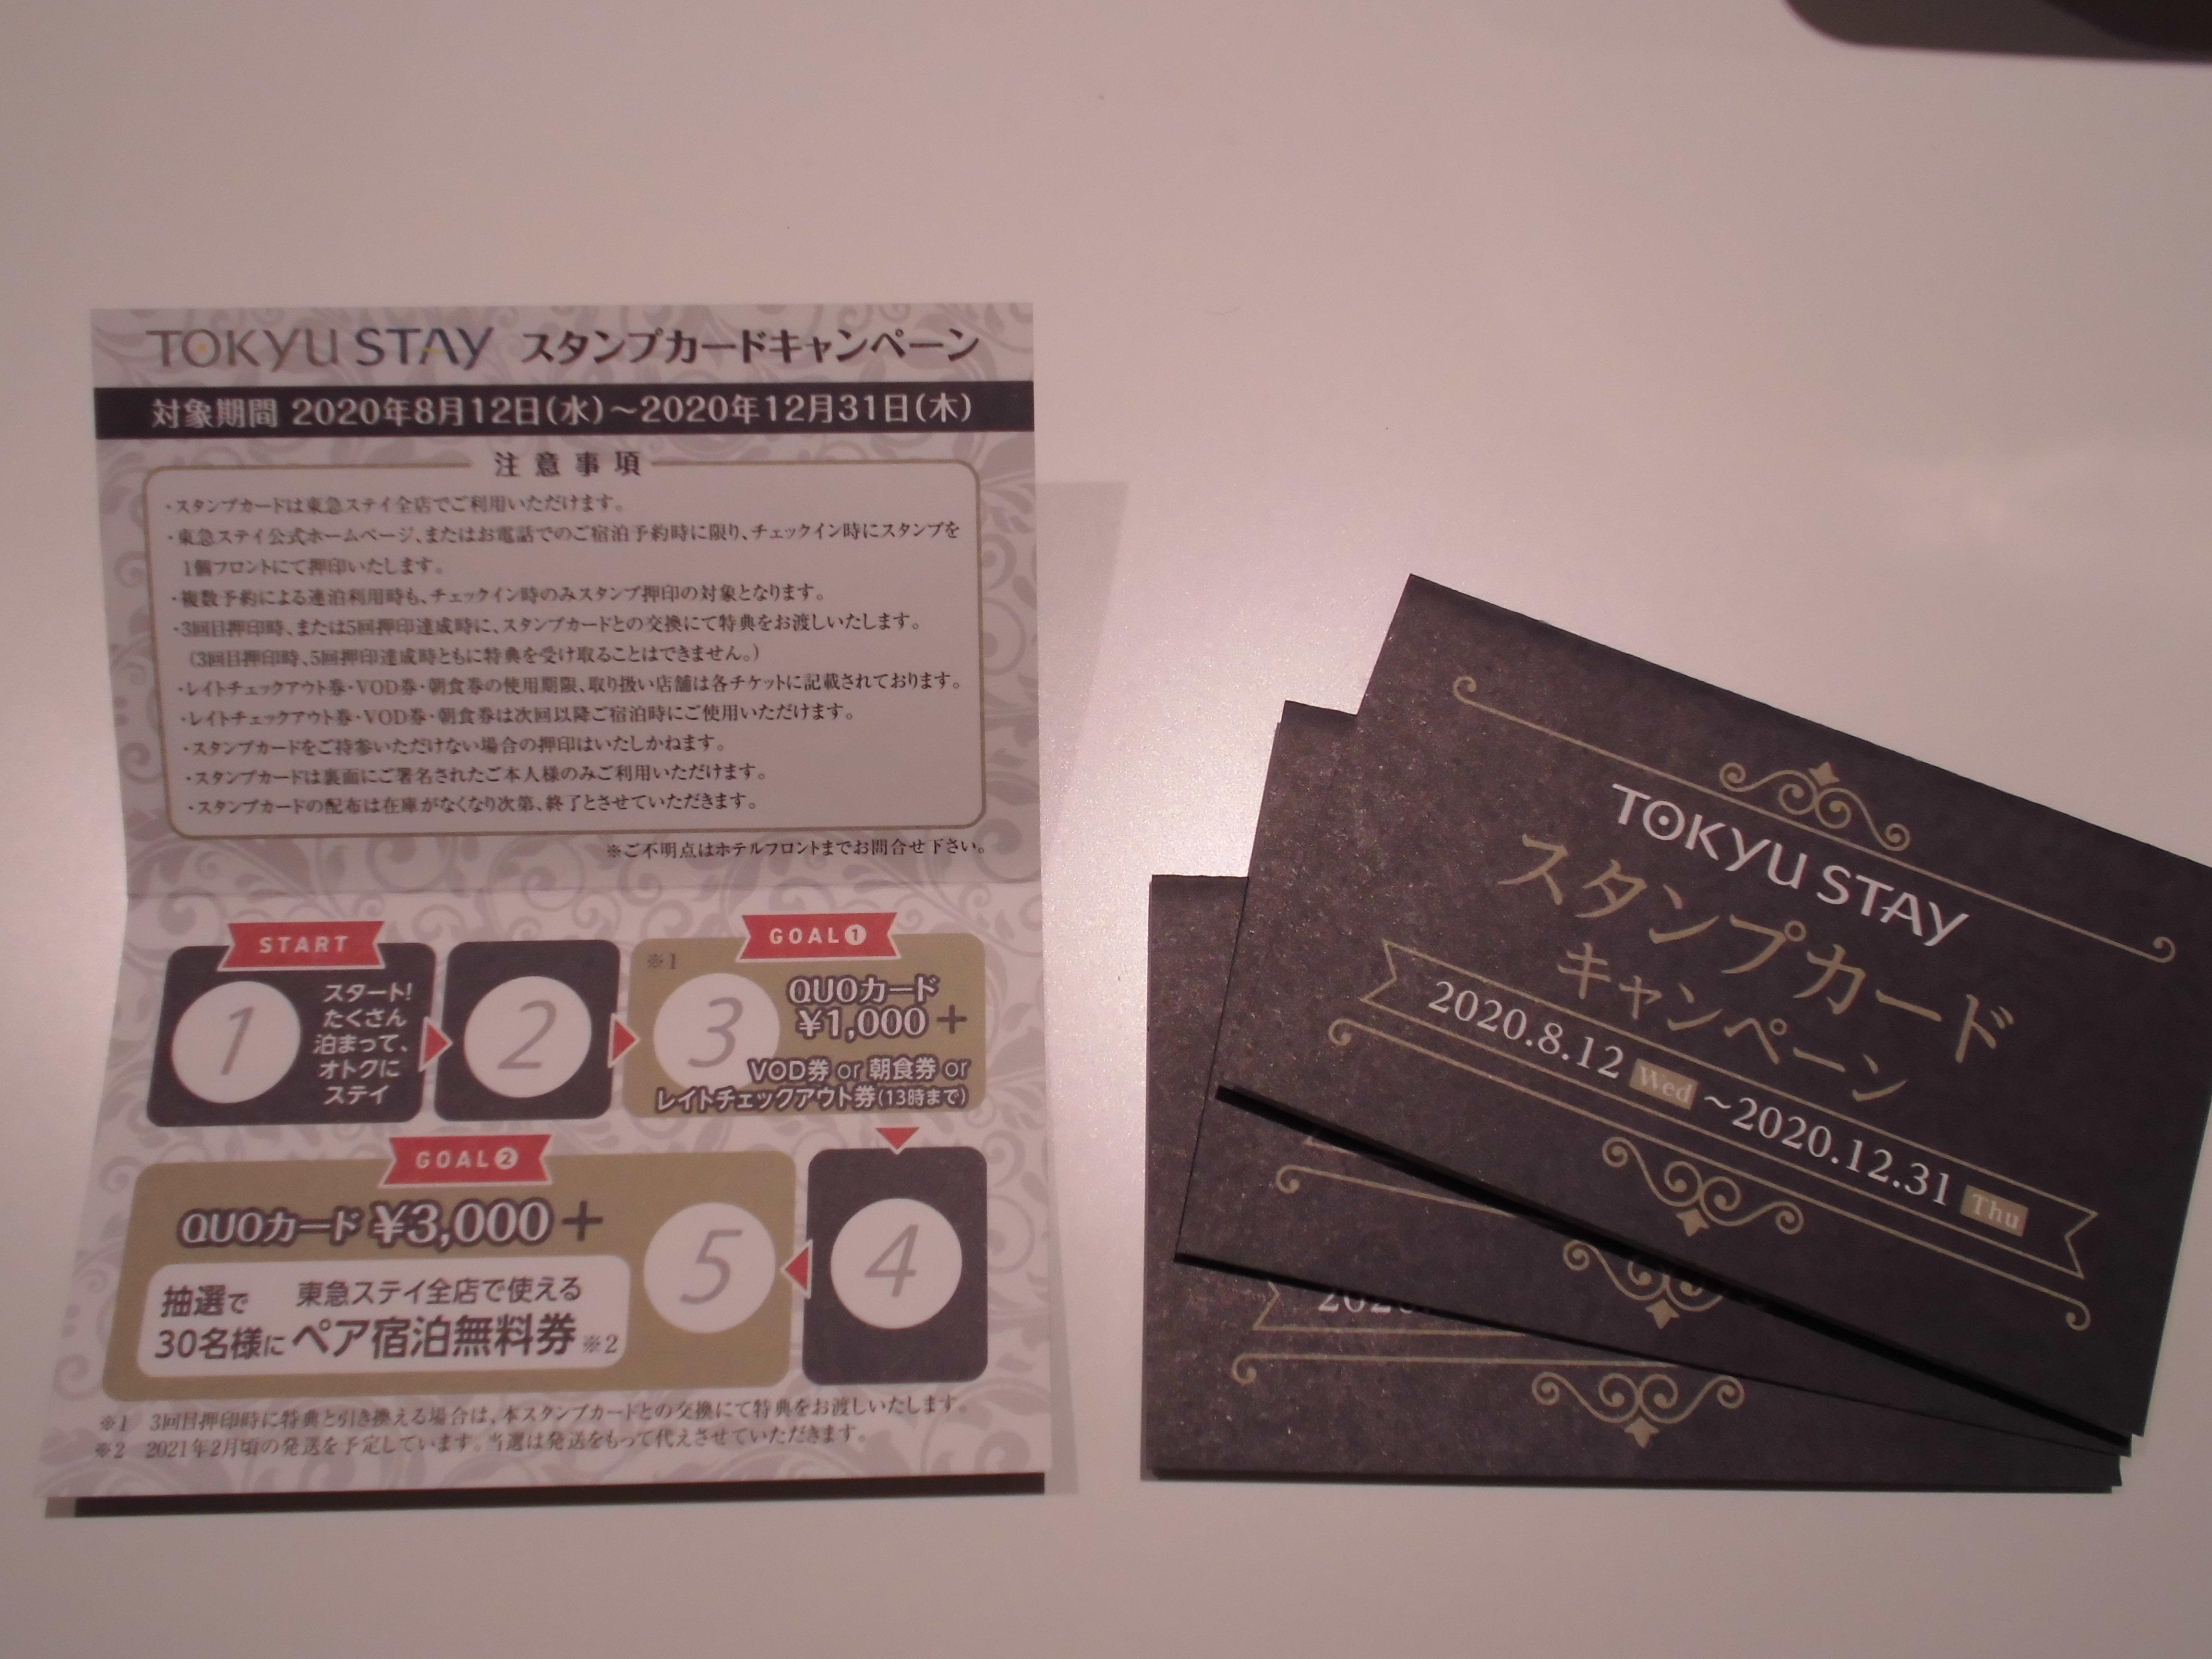 TOKYU STAY スタンプカードキャンペーン
対象期間 2020年8月12日(水)～2020年12月31日(木)
注意事項
・スタンプカードは東急ステイ全店でご利用いただけます。
・東急ステイ公式ホームページ、またはお電話でのご宿泊予約時に限り、チェックイン時にスタンプを
1個フロントにて押印いたします。
・複数予約による連泊利用時も、チェックイン時のみスタンプ押印の対象となります。
・3回目押印時、または5回押印達成時に、スタンプカードとの交換にて特典をお渡しいたします。
(3回目押印時、5回押印達成時ともに特典を受け取ることはできません。)
・レイトチェックアウト券・VOD券・朝食券の使用期限、取り扱い店舗は各チケットに記載されております。
・レイトチェックアウト券・VOD券・朝食券は次回以降ご宿泊時にご使用いただけます。
・スタンプカードをご持参いただけない場合の押印はいたしかねます。
・スタンプカードは裏面にご署名されたご本人様のみご利用いただけます。
・スタンプカードの配布は在庫がなくなり次第、終了とさせていただきます。
※ご不明点はホテルフロントまでお問合せ下さい。
START
1
スタート!
たくさん
泊まって、
オトクに
ステイ
2
GOAL①
※1
3
QUOカード
¥1,000+
VOD券 or 朝食券 or
レイトチェックアウト券(13時まで)
GOAL②
QUOカード ¥3,000+
抽選で 東急ステイ全店で使える
30名様に ペア宿泊無料券 ※2
5
4
※1 3回目押印時に特典と引き換える場合は、本スタンプカードとの交換にて特典をお渡しいたします。
※2 2021年2月頃の発送を予定しています。当選は発送をもって代えさせていただきます。
TOKYU STAY
スタンプカード
キャンペーン
2020.8.12 Wed ~2020.12.31 Thu
2020.